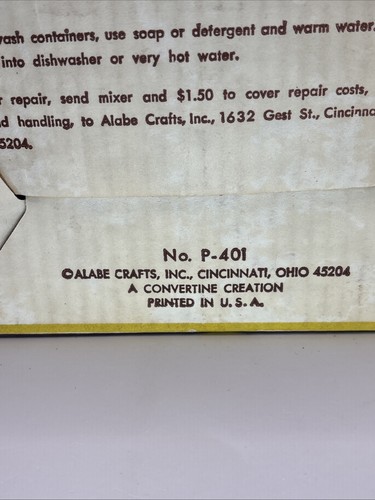 wash containers, use soap or detergent and warm water.
into dishwasher or very hot water.
repair, send mixer and $1.50 to cover repair costs,
handling, to Alabe Crafts, Inc., 1632 Gest St., Cincinna
5204.
No. P-401
©ALABE CRAFTS, INC., CINCINNATI, OHIO 45204
A CONVERTINE CREATION
PRINTED IN U. S. A.